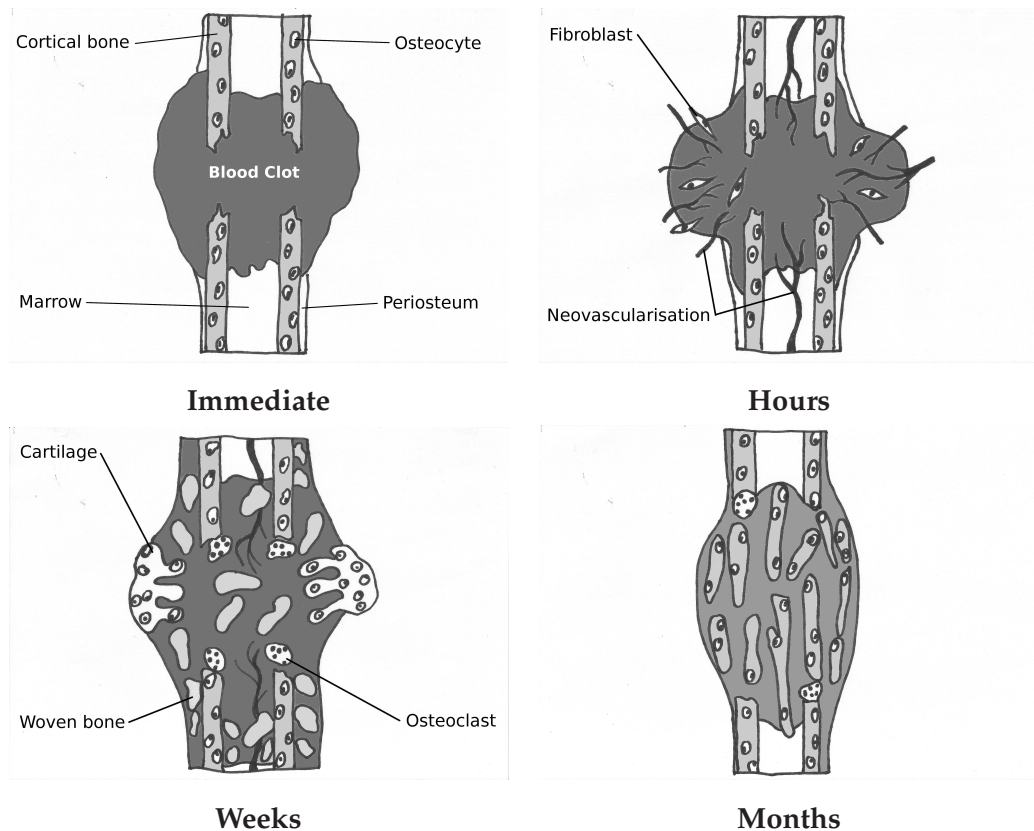 Cortical bone
Osteocyte
Blood Clot
Marrow
Periosteum
Immediate
Fibroblast
Neovascularisation
Hours
Cartilage
Woven bone
Osteoclast
Weeks
Months